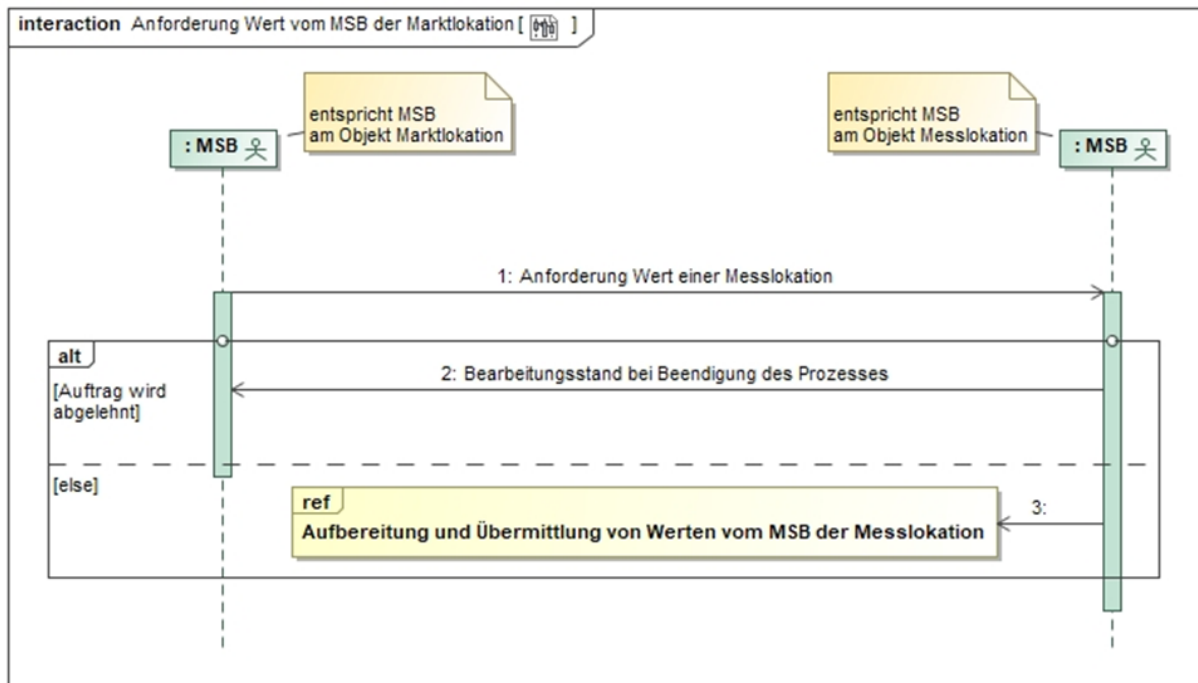 interaction Anforderung Wert vom MSB der Marktlokation [ ]
entspricht MSB
am Objekt Marktlokation
: MSB
entspricht MSB
am Objekt Messlokation
: MSB
1: Anforderung Wert einer Messlokation
alt
[Auftrag wird
abgelehnt]
2: Bearbeitungsstand bei Beendigung des Prozesses
[else]
ref
Aufbereitung und Übermittlung von Werten vom MSB der Messlokation
3: